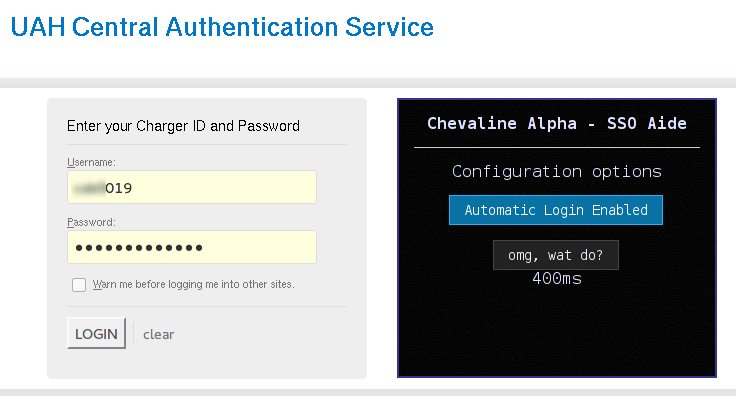 UAH Central Authentication Service
Enter your Charger ID and Password
Username:
019
Password:
Warn me before logging me into other sites.
LOGIN
clear
Chevaline Alpha - SSO Aide
Configuration options
Automatic Login Enabled
omg, wat do?
400ms